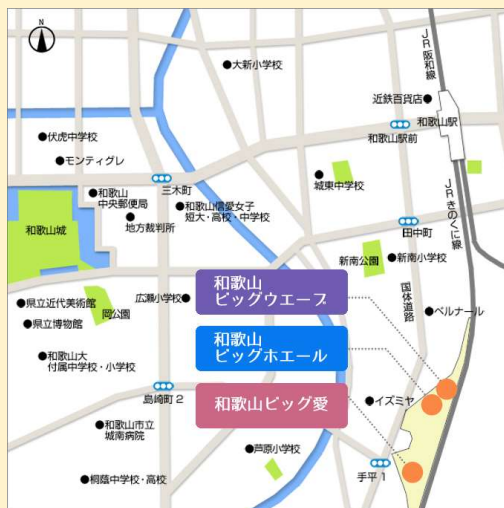 N
JR阪和線
大新小学校
近鉄百貨店
和歌山駅
和歌山駅前
伏虎中学校
モンティグレ
三木町
城東中学校
和歌山
中央郵便局
和歌山信愛女子
短大・高校・中学校
地方裁判所
JRきのくに線
田中町
和歌山城
新南公園
新南小学校
国体道路
和歌山
ビッグウエーブ
県立近代美術館
広瀬小学校
岡公園
ベルナール
県立博物館
和歌山
ビッグホエール
和歌山大
付属中学校・小学校
島崎町2
和歌山ビッグ愛
イズミヤ
和歌山市立
城南病院
芦原小学校
手平1
桐蔭中学校・高校